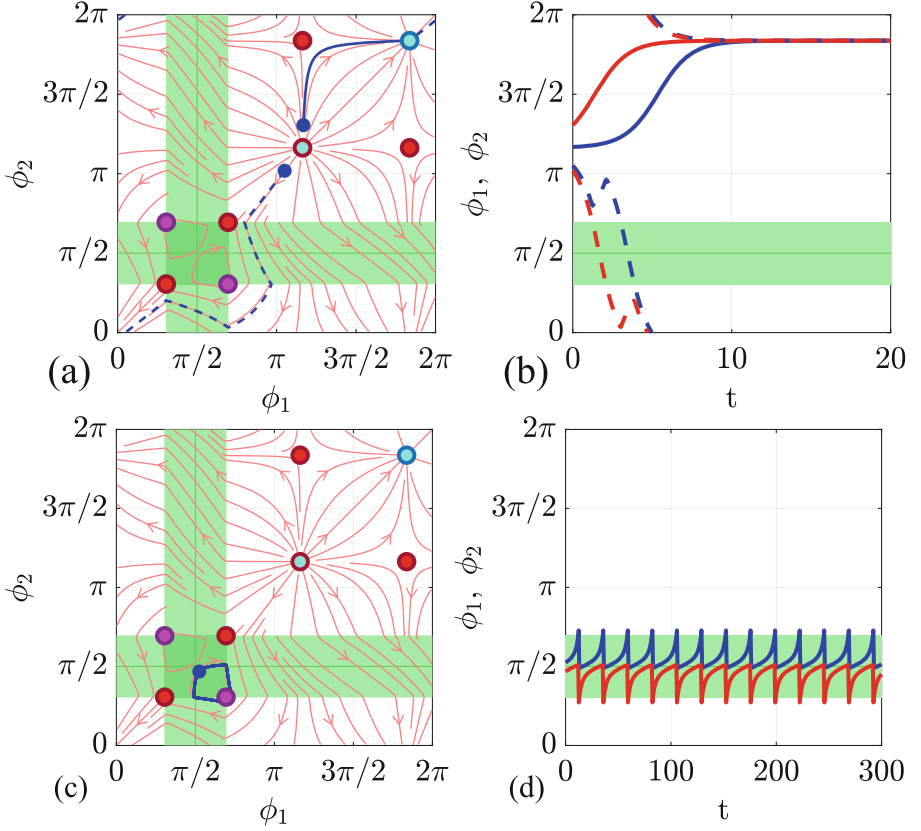 2π
3π/2
π
π/2
0
ϕ₂
0 π/2 π 3π/2 2π
(a)
ϕ₁
2π
3π/2
π
π/2
0
ϕ₁, ϕ₂
0 10 20
(b)
t
2π
3π/2
π
π/2
0
ϕ₂
0 π/2 π 3π/2 2π
(c)
ϕ₁
2π
3π/2
π
π/2
0
ϕ₁, ϕ₂
0 100 200 300
(d)
t